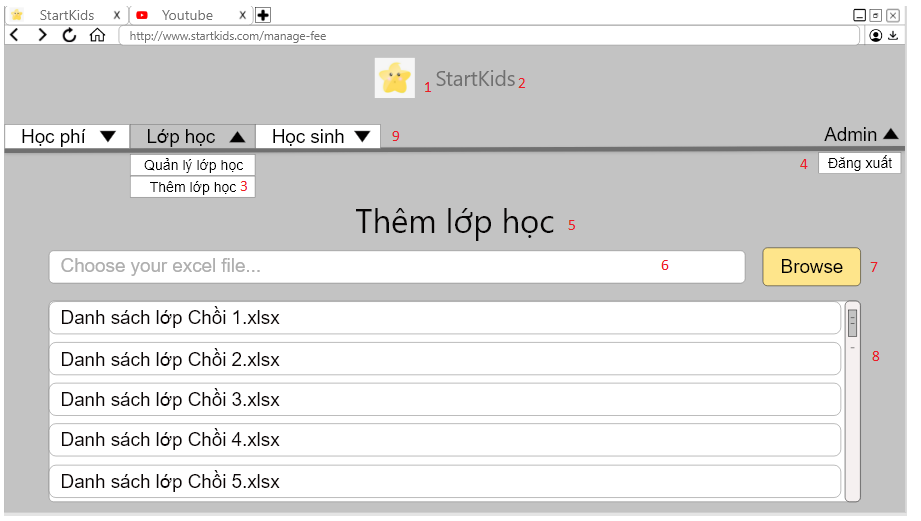 StartKids X Youtube X
http://www.startkids.com/manage-fee
1 StartKids 2
Học phí Lớp học Học sinh 9 Admin
Quản lý lớp học 4 Đăng xuất
Thêm lớp học 3
Thêm lớp học 5
Choose your excel file... 6 Browse 7
Danh sách lớp Chồi 1.xlsx
Danh sách lớp Chồi 2.xlsx 8
Danh sách lớp Chồi 3.xlsx
Danh sách lớp Chồi 4.xlsx
Danh sách lớp Chồi 5.xlsx